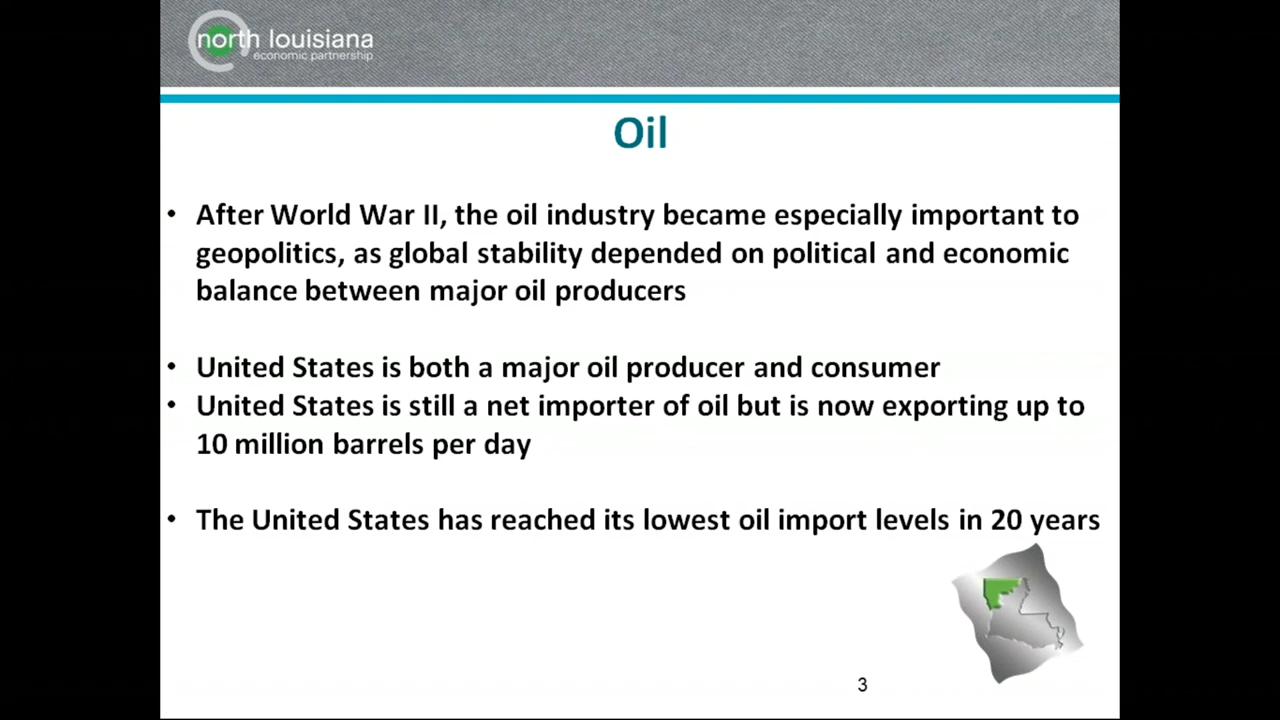 north louisiana
economic partnership
Oil
• After World War II, the oil industry became especially important to
geopolitics, as global stability depended on political and economic
balance between major oil producers
• United States is both a major oil producer and consumer
• United States is still a net importer of oil but is now exporting up to
10 million barrels per day
• The United States has reached its lowest oil import levels in 20 years
3